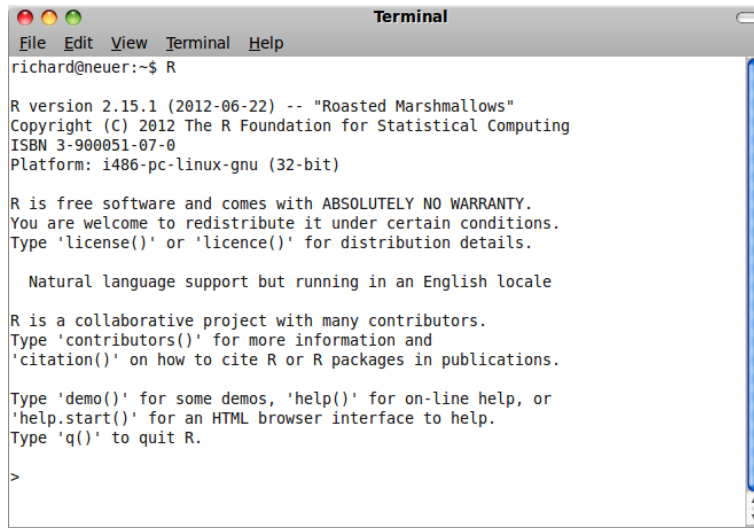 Terminal
File Edit View Terminal Help
richard@neuer:~$ R
R version 2.15.1 (2012-06-22) -- "Roasted Marshmallows"
Copyright (C) 2012 The R Foundation for Statistical Computing
ISBN 3-900051-07-0
Platform: i486-pc-linux-gnu (32-bit)
R is free software and comes with ABSOLUTELY NO WARRANTY.
You are welcome to redistribute it under certain conditions.
Type 'license()' or 'licence()' for distribution details.
Natural language support but running in an English locale
R is a collaborative project with many contributors.
Type 'contributors()' for more information and
'citation()' on how to cite R or R packages in publications.
Type 'demo()' for some demos, 'help()' for on-line help, or
'help.start()' for an HTML browser interface to help.
Type 'q()' to quit R.
>